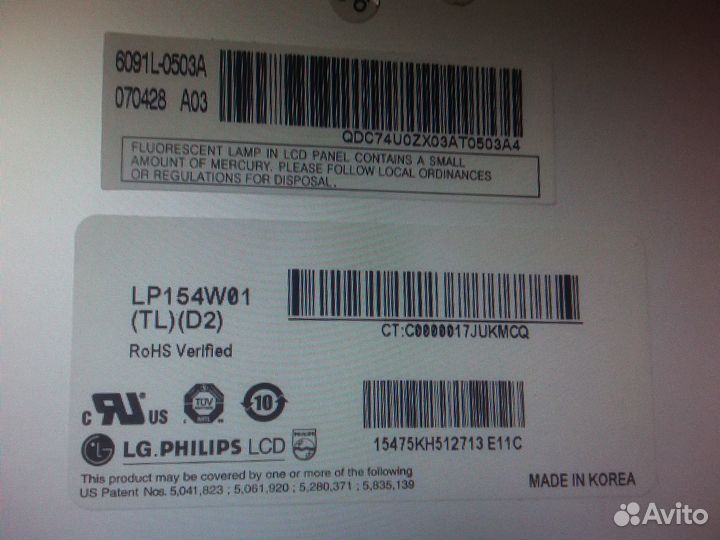 6091L-0503A
070428 A03
QDC74U0ZX03AT0503A4
FLUORESCENT LAMP IN LCD PANEL CONTAINS A SMALL
AMOUNT OF MERCURY. PLEASE FOLLOW LOCAL ORDINANCES
OR REGULATIONS FOR DISPOSAL.
LP154W01
(TL)(D2)
RoHS Verified
CT:C0000017JUKMCQ
c RU US
TUV
10
15475KH512713 E11C
LG.PHILIPS LCD
PHILIPS
This product may be covered by one or more of the following
US Patent Nos. 5,041,823 ; 5,061,920 ; 5,280,371 ; 5,835,139
MADE IN KOREA
Avito